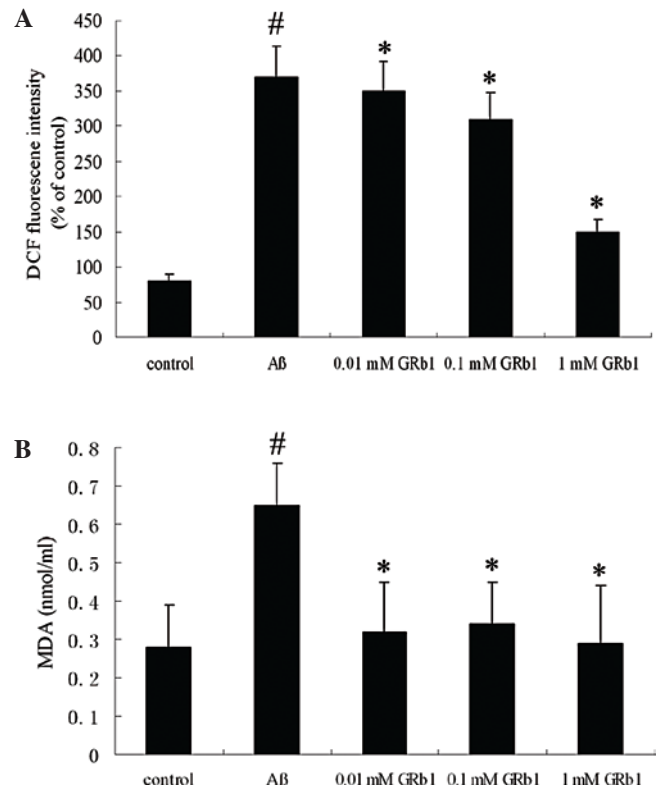 A
DCF fluorescene intensity
(% of control)
450
400
350
300
250
200
150
100
50
0
#
*
*
*
control
Aß
0.01 mM GRb1
0.1 mM GRb1
1 mM GRb1
B
MDA (nmol/ml)
0.8
0.7
0.6
0.5
0.4
0.3
0.2
0.1
0
#
*
*
*
control
Aß
0.01 mM GRb1
0.1 mM GRb1
1 mM GRb1